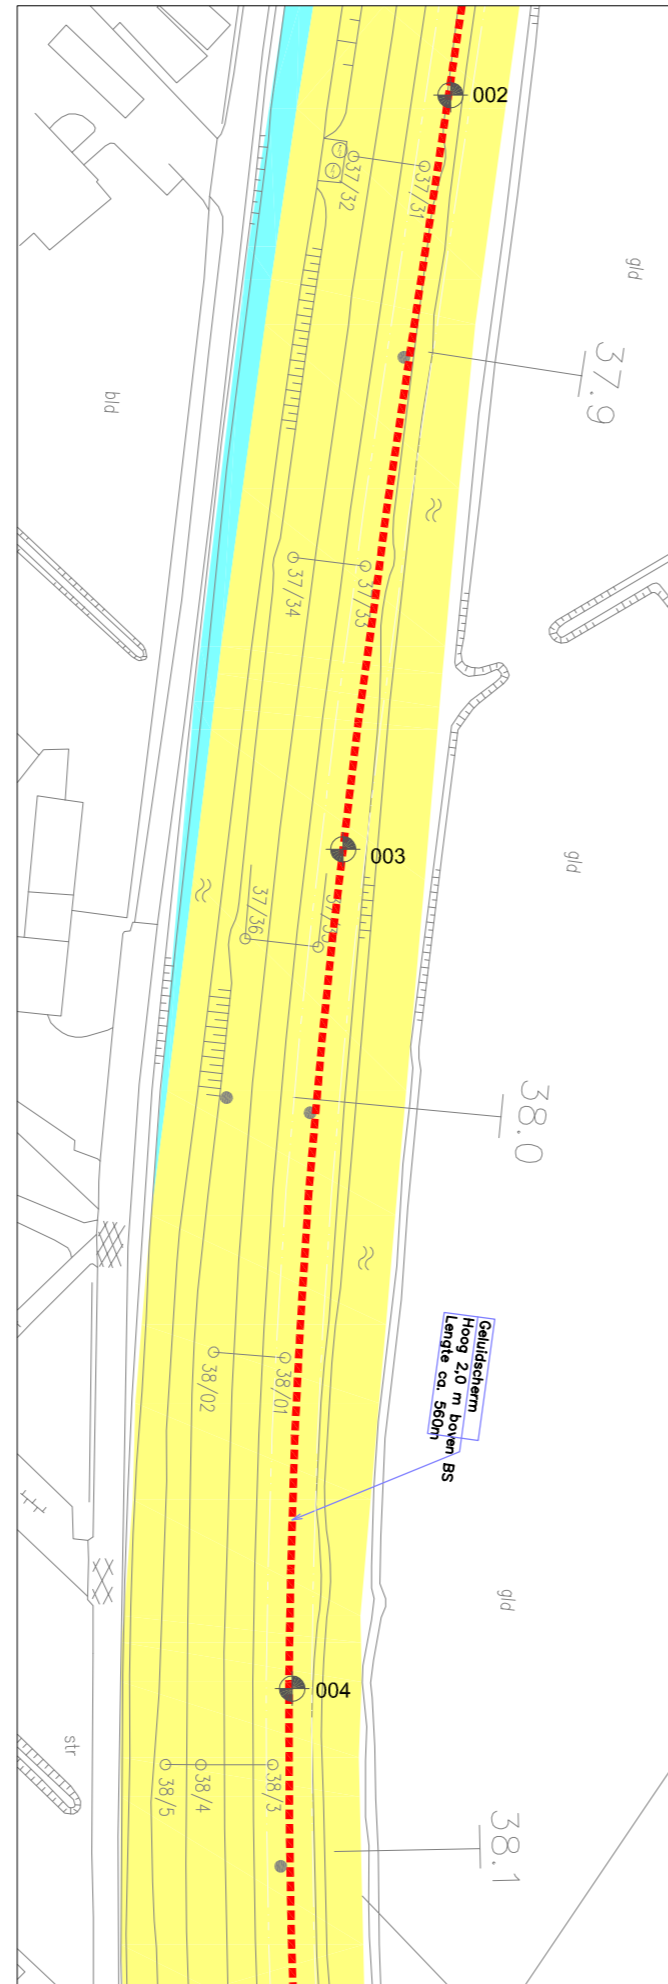 002
37/32
37/31
gld
37.9
bld
37/34
37/33
003
gld
37/36
38.0
Geluidscherm
Hoog 2,0 m boven BS
Lengte ca. 560m
38/02
38/01
gld
004
str
38/5
38/4
38/3
38.1